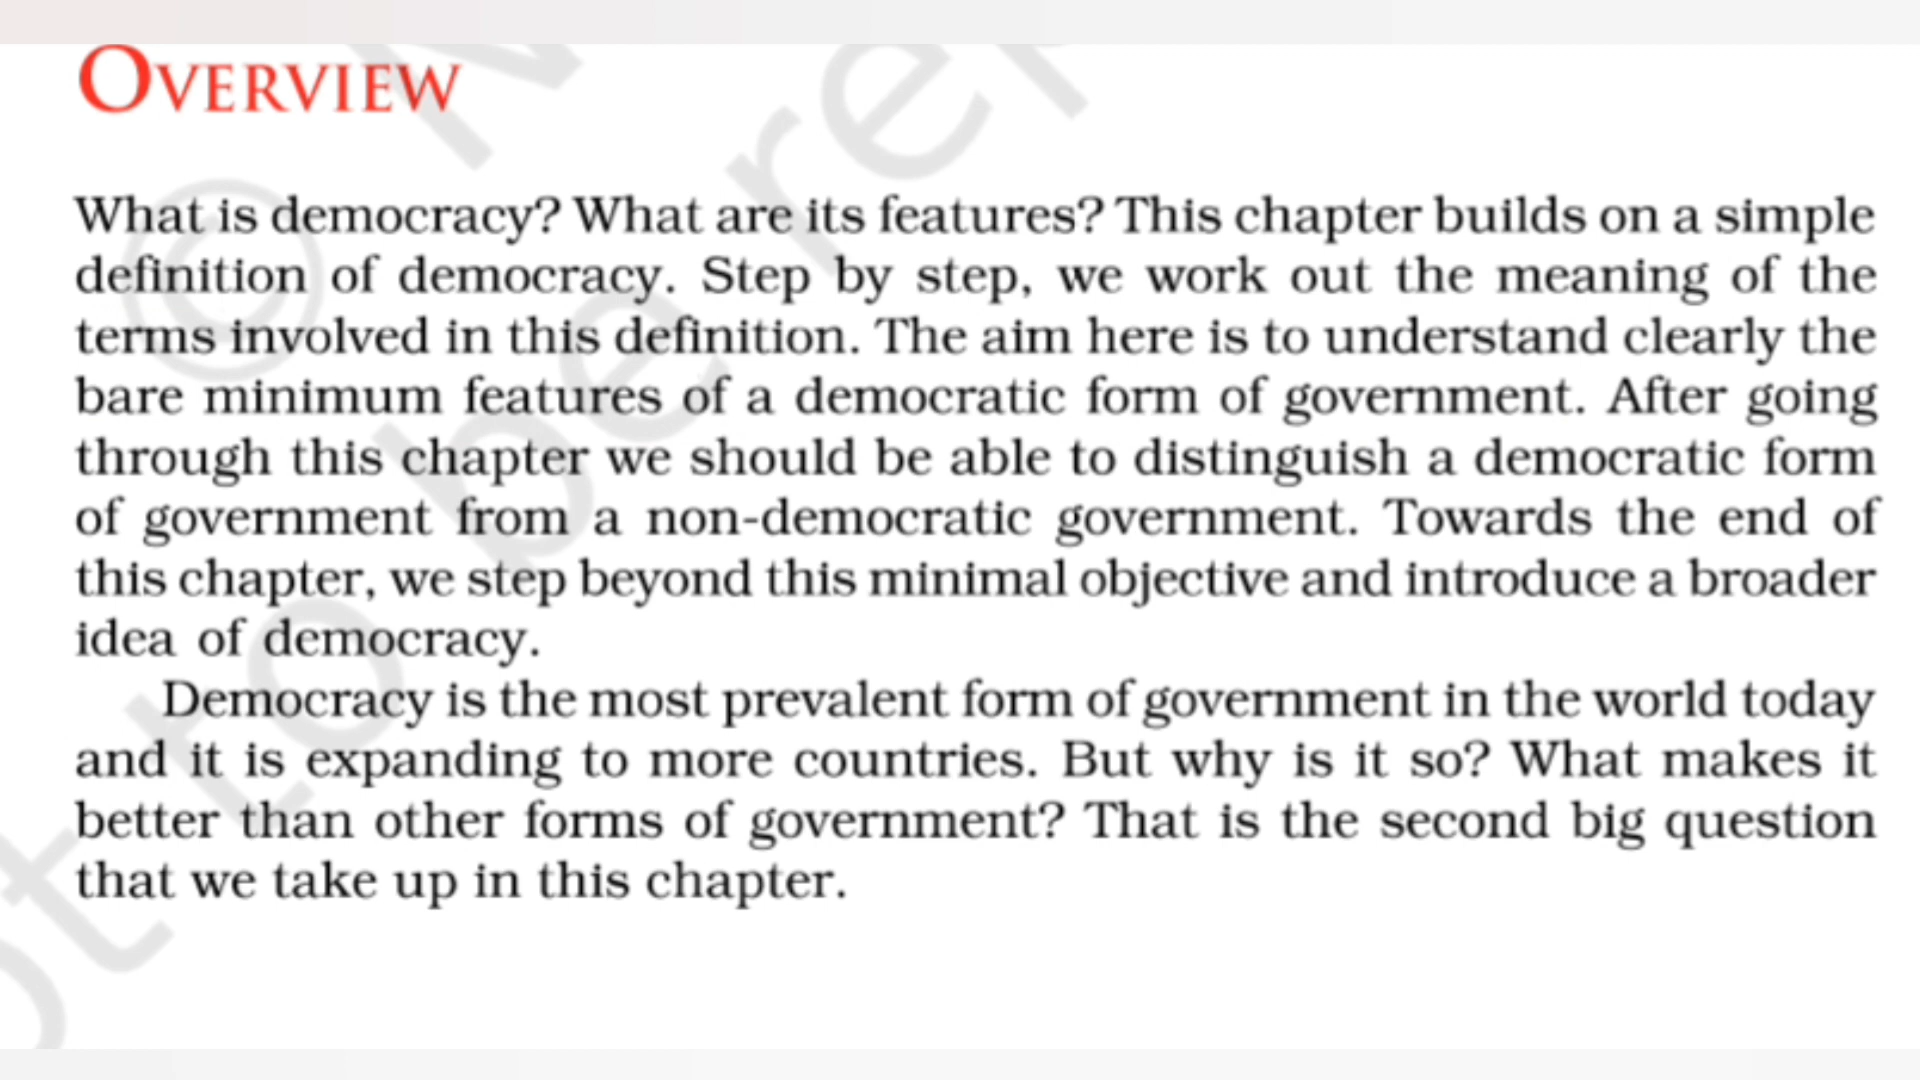 OVERVIEW
What is democracy? What are its features? This chapter builds on a simple
definition of democracy. Step by step, we work out the meaning of the
terms involved in this definition. The aim here is to understand clearly the
bare minimum features of a democratic form of government. After going
through this chapter we should be able to distinguish a democratic form
of government from a non-democratic government. Towards the end of
this chapter, we step beyond this minimal objective and introduce a broader
idea of democracy.
Democracy is the most prevalent form of government in the world today
and it is expanding to more countries. But why is it so? What makes it
better than other forms of government? That is the second big question
that we take up in this chapter.